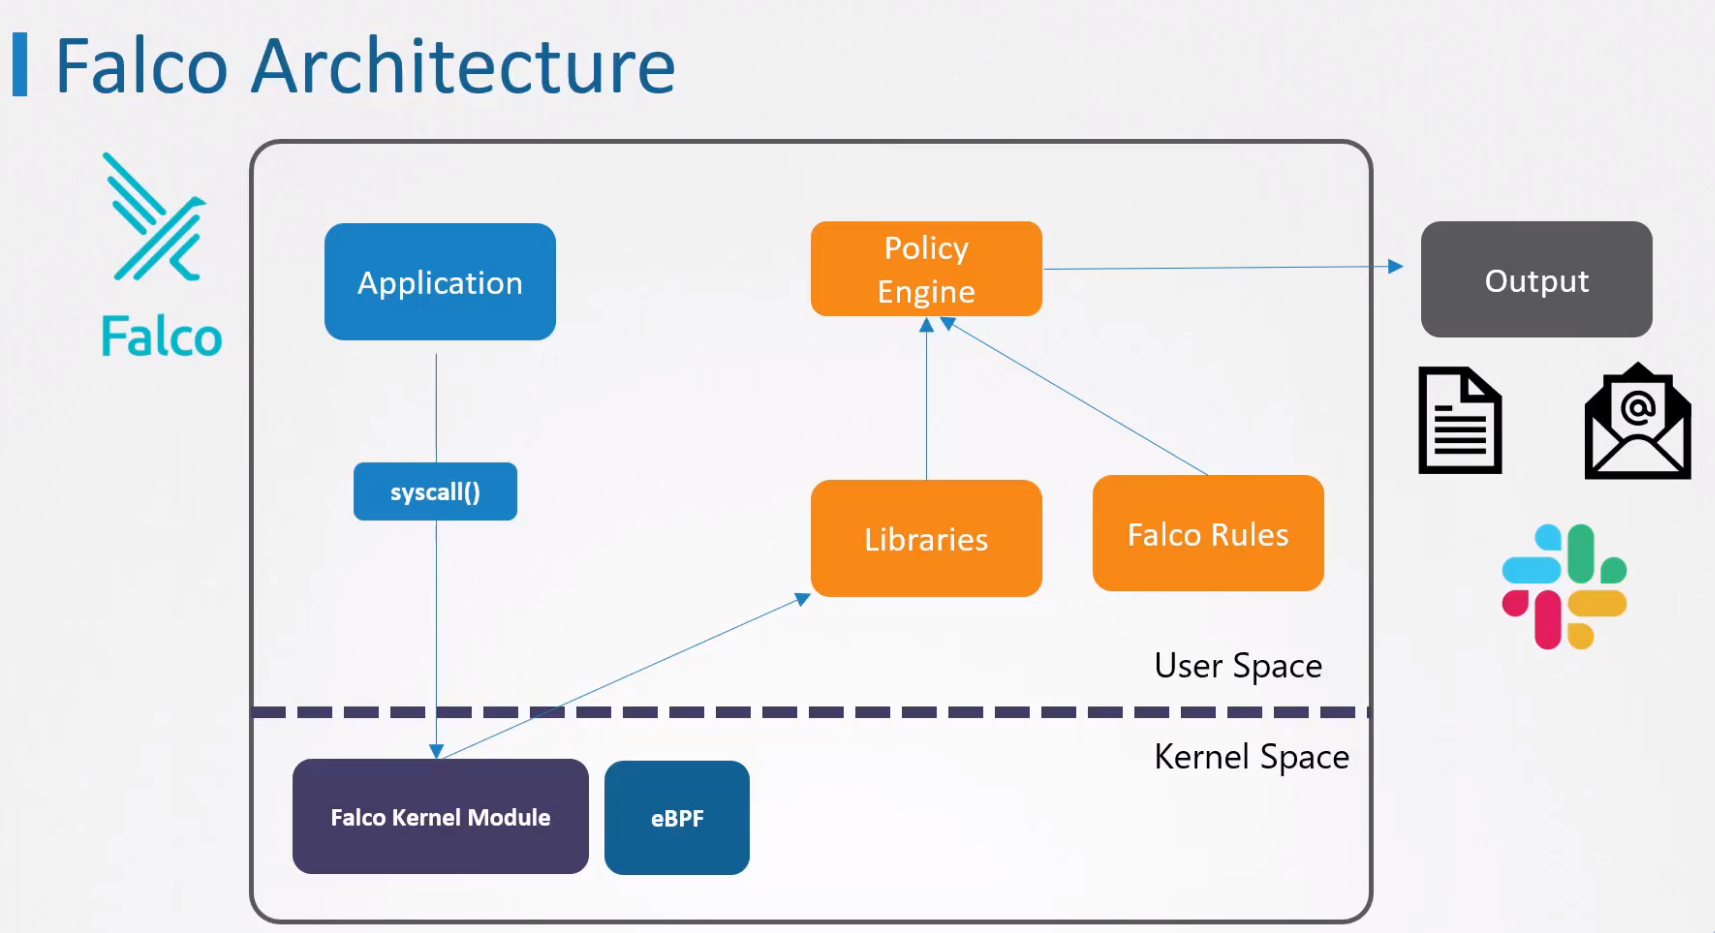 Falco Architecture
Falco
Application
Policy
Engine
Output
@
syscall()
Libraries
Falco Rules
User Space
Kernel Space
Falco Kernel Module
eBPF